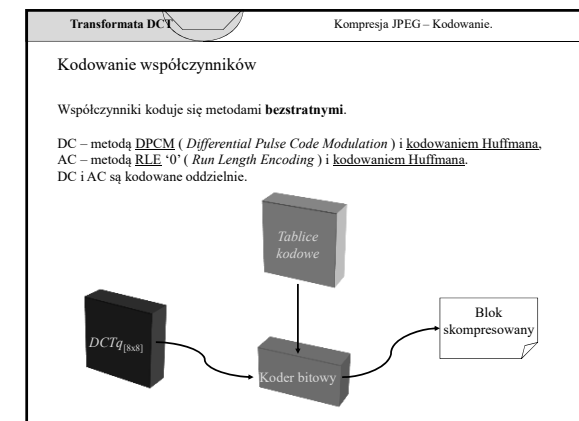 Transformata DCT
Kompresja JPEG – Kodowanie.
Kodowanie współczynników
Współczynniki koduje się metodami bezstratnymi.
DC – metodą DPCM ( Differential Pulse Code Modulation ) i kodowaniem Huffmana,
AC – metodą RLE ‘0’ ( Run Length Encoding ) i kodowaniem Huffmana.
DC i AC są kodowane oddzielnie.
Tablice
kodowe
Blok
skompresowany
DCTq[8x8]
Koder bitowy